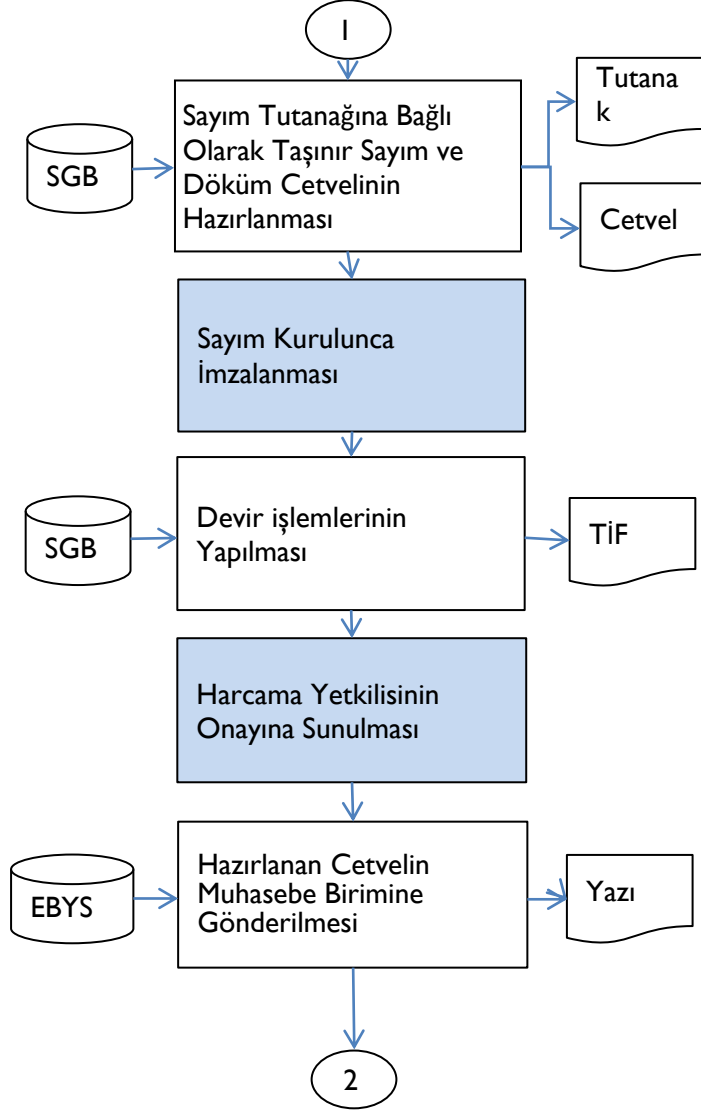 1
Sayım Tutanağına Bağlı
Olarak Taşınır Sayım ve
Döküm Cetvelinin
Hazırlanması
SGB
Tutana
k
Cetvel
Sayım Kurulunca
İmzalanması
SGB
Devir işlemlerinin
Yapılması
TİF
Harcama Yetkilisinin
Onayına Sunulması
EBYS
Hazırlanan Cetvelin
Muhasebe Birimine
Gönderilmesi
Yazı
2